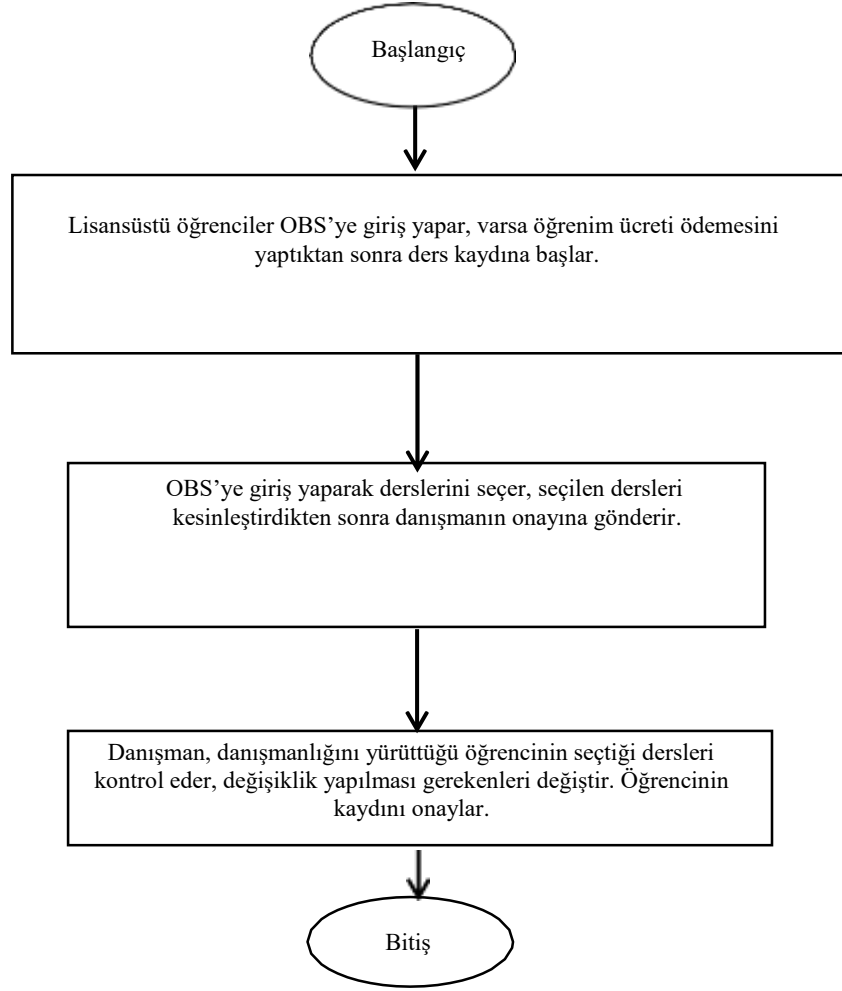 Başlangıç
Lisansüstü öğrenciler OBS’ye giriş yapar, varsa öğrenim ücreti ödemesini
yaptıktan sonra ders kaydına başlar.
OBS’ye giriş yaparak derslerini seçer, seçilen dersleri
kesinleştirdikten sonra danışmanın onayına gönderir.
Danışman, danışmanlığını yürüttüğü öğrencinin seçtiği dersleri
kontrol eder, değişiklik yapılması gerekenleri değiştir. Öğrencinin
kaydını onaylar.
Bitiş